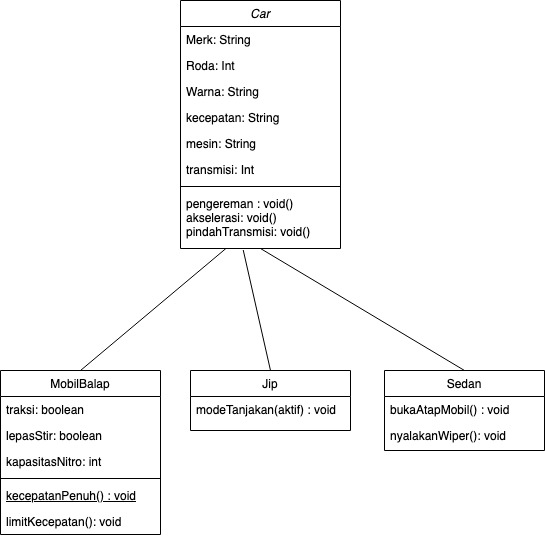 Car
Merk: String
Roda: Int
Warna: String
kecepatan: String
mesin: String
transmisi: Int
pengereman : void()
akselerasi: void()
pindahTransmisi: void()
MobilBalap
traksi: boolean
lepasStir: boolean
kapasitasNitro: int
kecepatanPenuh() : void
limitKecepatan(): void
Jip
modeTanjakan(aktif) : void
Sedan
bukaAtapMobil() : void
nyalakanWiper(): void